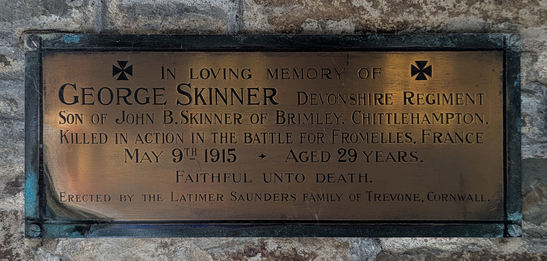 IN LOVING MEMORY OF
GEORGE SKINNER DEVONSHIRE REGIMENT
SON OF JOHN B. SKINNER OF BRIMLEY, CHITTLEHAMPTON.
KILLED IN ACTION IN THE BATTLE FOR FROMELLES, FRANCE
MAY 9TH 1915 • AGED 29 YEARS.
FAITHFUL UNTO DEATH.
ERECTED BY THE LATIMER SAUNDERS FAMILY OF TREVONE, CORNWALL.